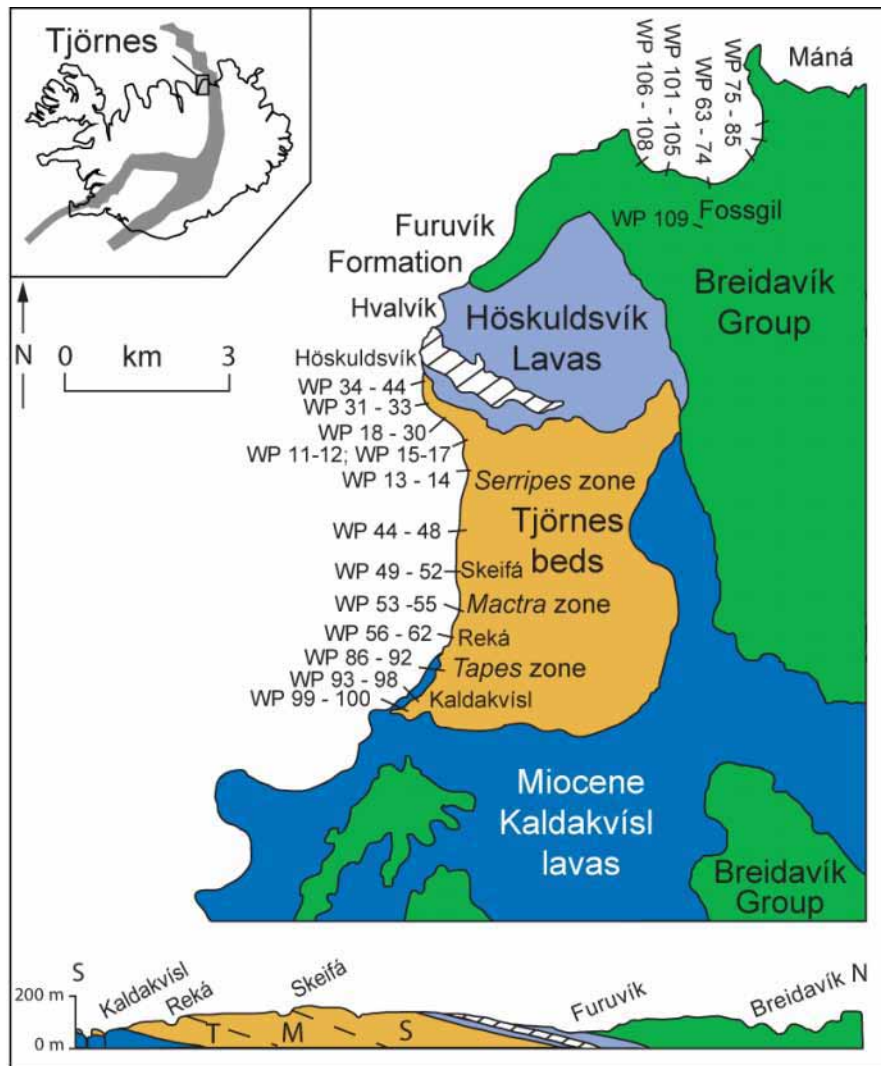 Tjörnes
WP 106 - 108
WP 101 - 105
WP 63 - 74
WP 75 - 85
Máná
WP 109
Fossgil
Furuvík
Formation
Breidavík
Group
Hvalvík
Höskuldsvík
Lavas
N 0 km 3
Höskuldsvík
WP 34 - 44
WP 31 - 33
WP 18 - 30
WP 11-12; WP 15-17
WP 13 - 14
Serripes zone
Tjörnes
beds
WP 44 - 48
WP 49 - 52 Skeifá
WP 53 -55 Mactra zone
WP 56 - 62 Reká
WP 86 - 92 Tapes zone
WP 93 - 98
WP 99 - 100 Kaldakvísl
Miocene
Kaldakvísl
lavas
Breidavík
Group
S Kaldakvísl Reká Skeifá Furuvík Breidavík N
200 m
0 m
T M S